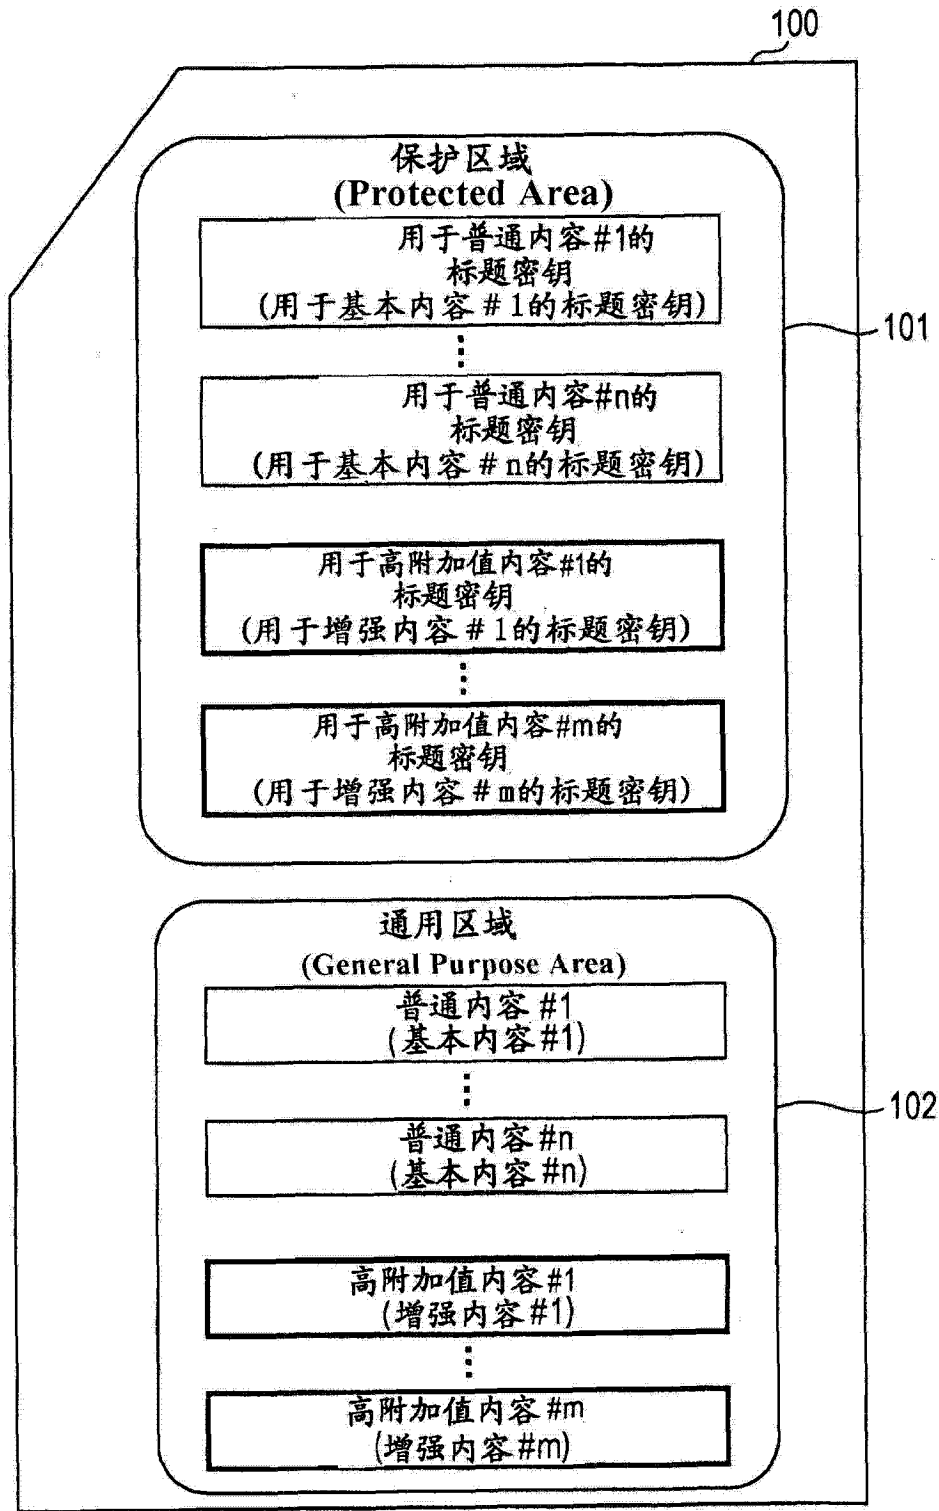 100
保护区域
(Protected Area)
用于普通内容#1的
标题密钥
(用于基本内容#1的标题密钥)
101
用于普通内容#n的
标题密钥
(用于基本内容#n的标题密钥)
用于高附加值内容#1的
标题密钥
(用于增强内容#1的标题密钥)
用于高附加值内容#m的
标题密钥
(用于增强内容#m的标题密钥)
通用区域
(General Purpose Area)
普通内容#1
(基本内容#1)
102
普通内容#n
(基本内容#n)
高附加值内容#1
(增强内容#1)
高附加值内容#m
(增强内容#m)